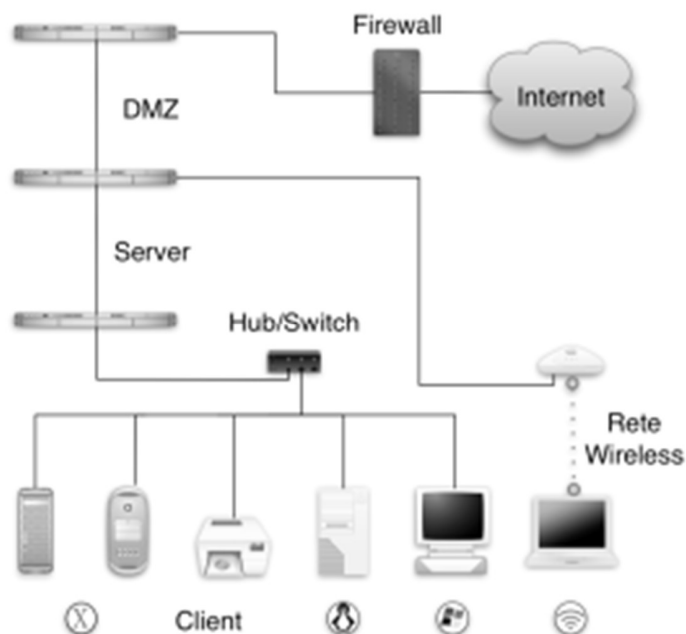 Firewall
Internet
DMZ
Server
Hub/Switch
Rete
Wireless
Client
X